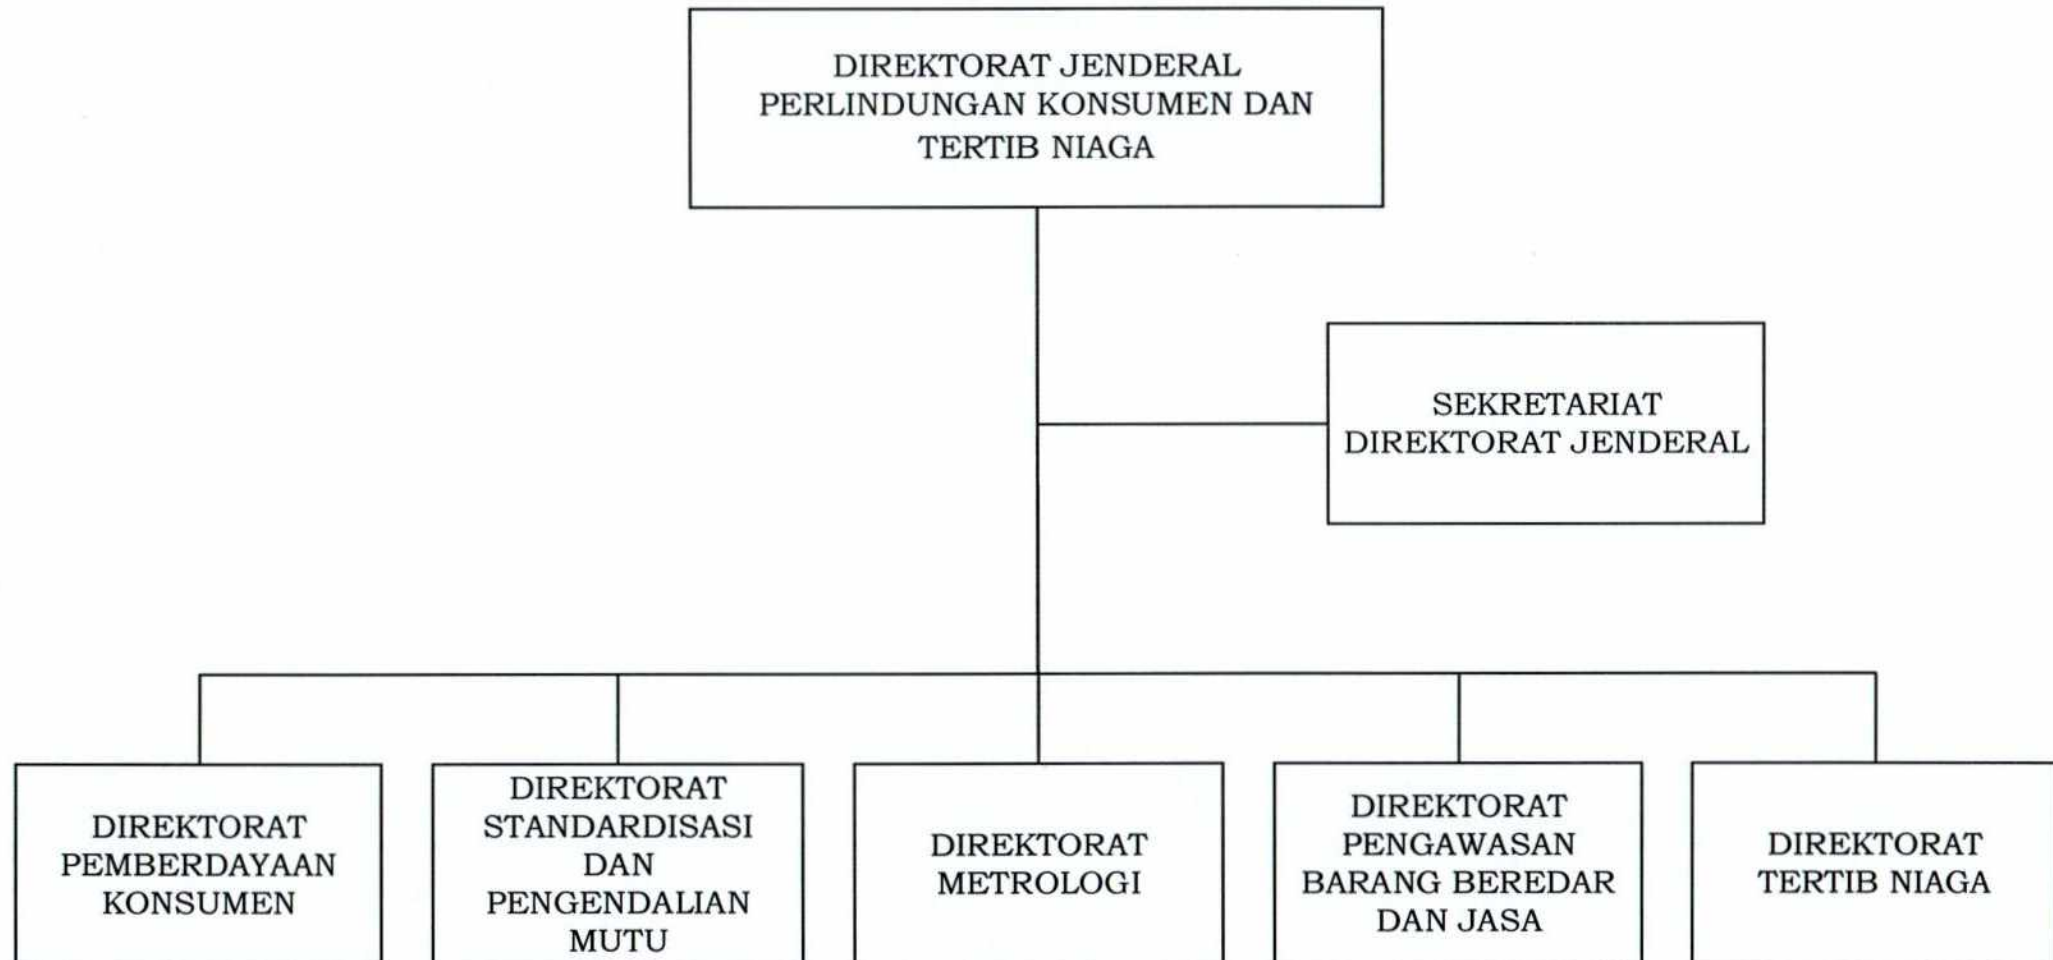 DIREKTORAT JENDERAL
PERLINDUNGAN KONSUMEN DAN
TERTIB NIAGA
SEKRETARIAT
DIREKTORAT JENDERAL
DIREKTORAT
PEMBERDAYAAN
KONSUMEN
DIREKTORAT
STANDARDISASI
DAN
PENGENDALIAN
MUTU
DIREKTORAT
METROLOGI
DIREKTORAT
PENGAWASAN
BARANG BEREDAR
DAN JASA
DIREKTORAT
TERTIB NIAGA